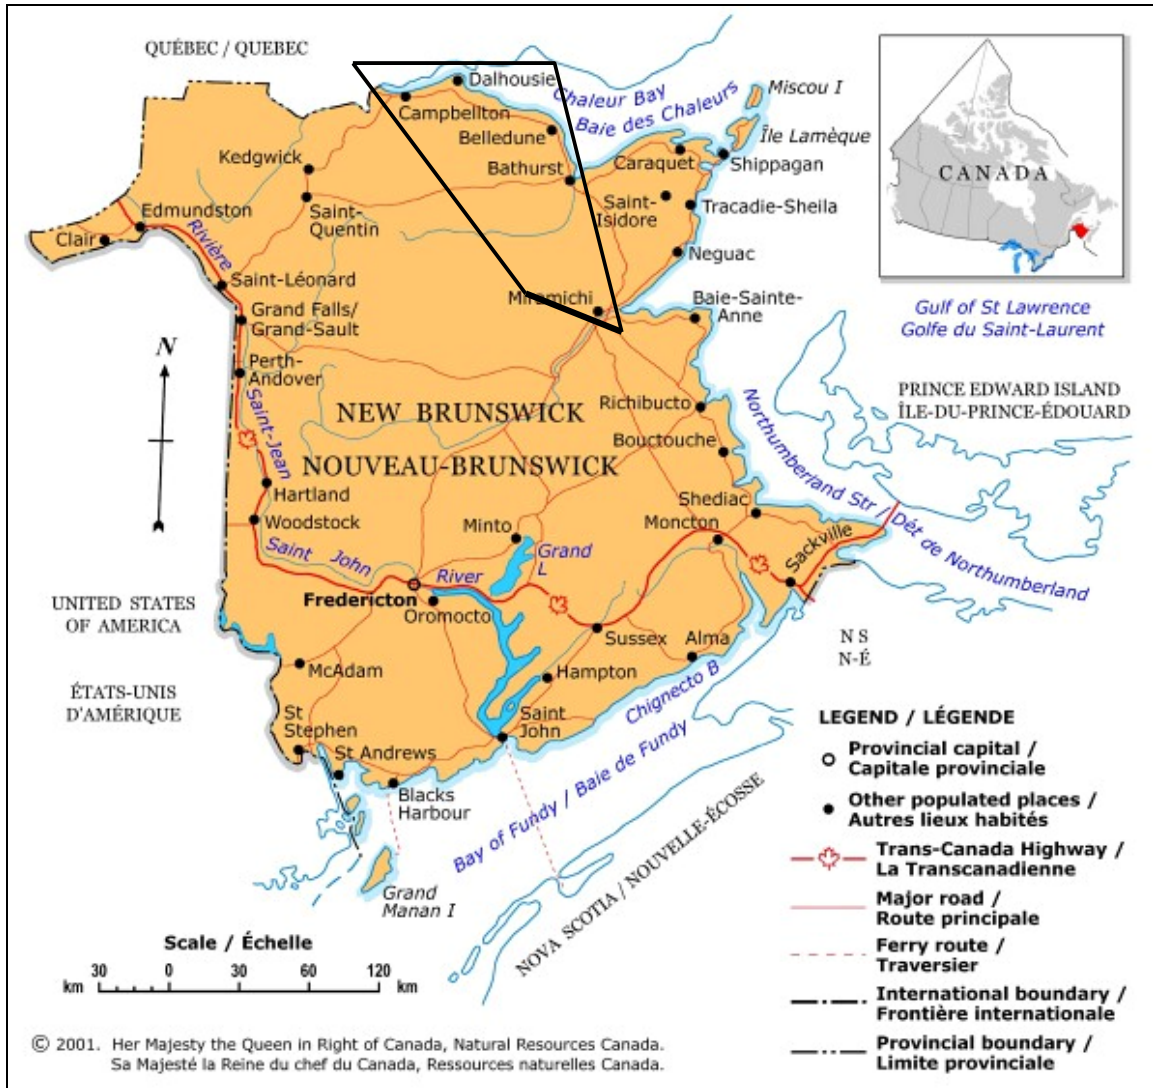 QUÉBEC / QUEBEC
Dalhousie
Campbellton
Chaleur Bay
Baie des Chaleurs
Miscou I
Île Lamèque
Belledune
Kedgwick
Bathurst
Caraquet
Shippagan
CANADA
Saint-
Quentin
Saint-
Isidore
Tracadie-Sheila
Edmundston
Clair
Rivière
Neguac
Saint-Léonard
Miramichi
Baie-Sainte-
Anne
Grand Falls/
Grand-Sault
Gulf of St Lawrence
Golfe du Saint-Laurent
N
Perth-
Andover
Saint-Jean
PRINCE EDWARD ISLAND
ÎLE-DU-PRINCE-ÉDOUARD
NEW BRUNSWICK
NOUVEAU-BRUNSWICK
Richibucto
Bouctouche
Northumberland Str / Dét de Northumberland
Hartland
Woodstock
Shediac
Minto
Moncton
Grand
L
Sackville
Saint John River
Fredericton
Oromocto
UNITED STATES
OF AMERICA
Sussex
Alma
N S
N-É
McAdam
Hampton
Chignecto B
ÉTATS-UNIS
D'AMÉRIQUE
St
Stephen
Saint
John
St Andrews
Blacks
Harbour
Bay of Fundy / Baie de Fundy
Grand
Manan I
NOVA SCOTIA / NOUVELLE-ÉCOSSE
LEGEND / LÉGENDE
Provincial capital /
Capitale provinciale
Other populated places /
Autres lieux habités
Trans-Canada Highway /
La Transcanadienne
Major road /
Route principale
Ferry route /
Traversier
International boundary /
Frontière internationale
Provincial boundary /
Limite provinciale
Scale / Échelle
30 0 30 60 90 120
km km
© 2001. Her Majesty the Queen in Right of Canada, Natural Resources Canada.
Sa Majesté la Reine du chef du Canada, Ressources naturelles Canada.